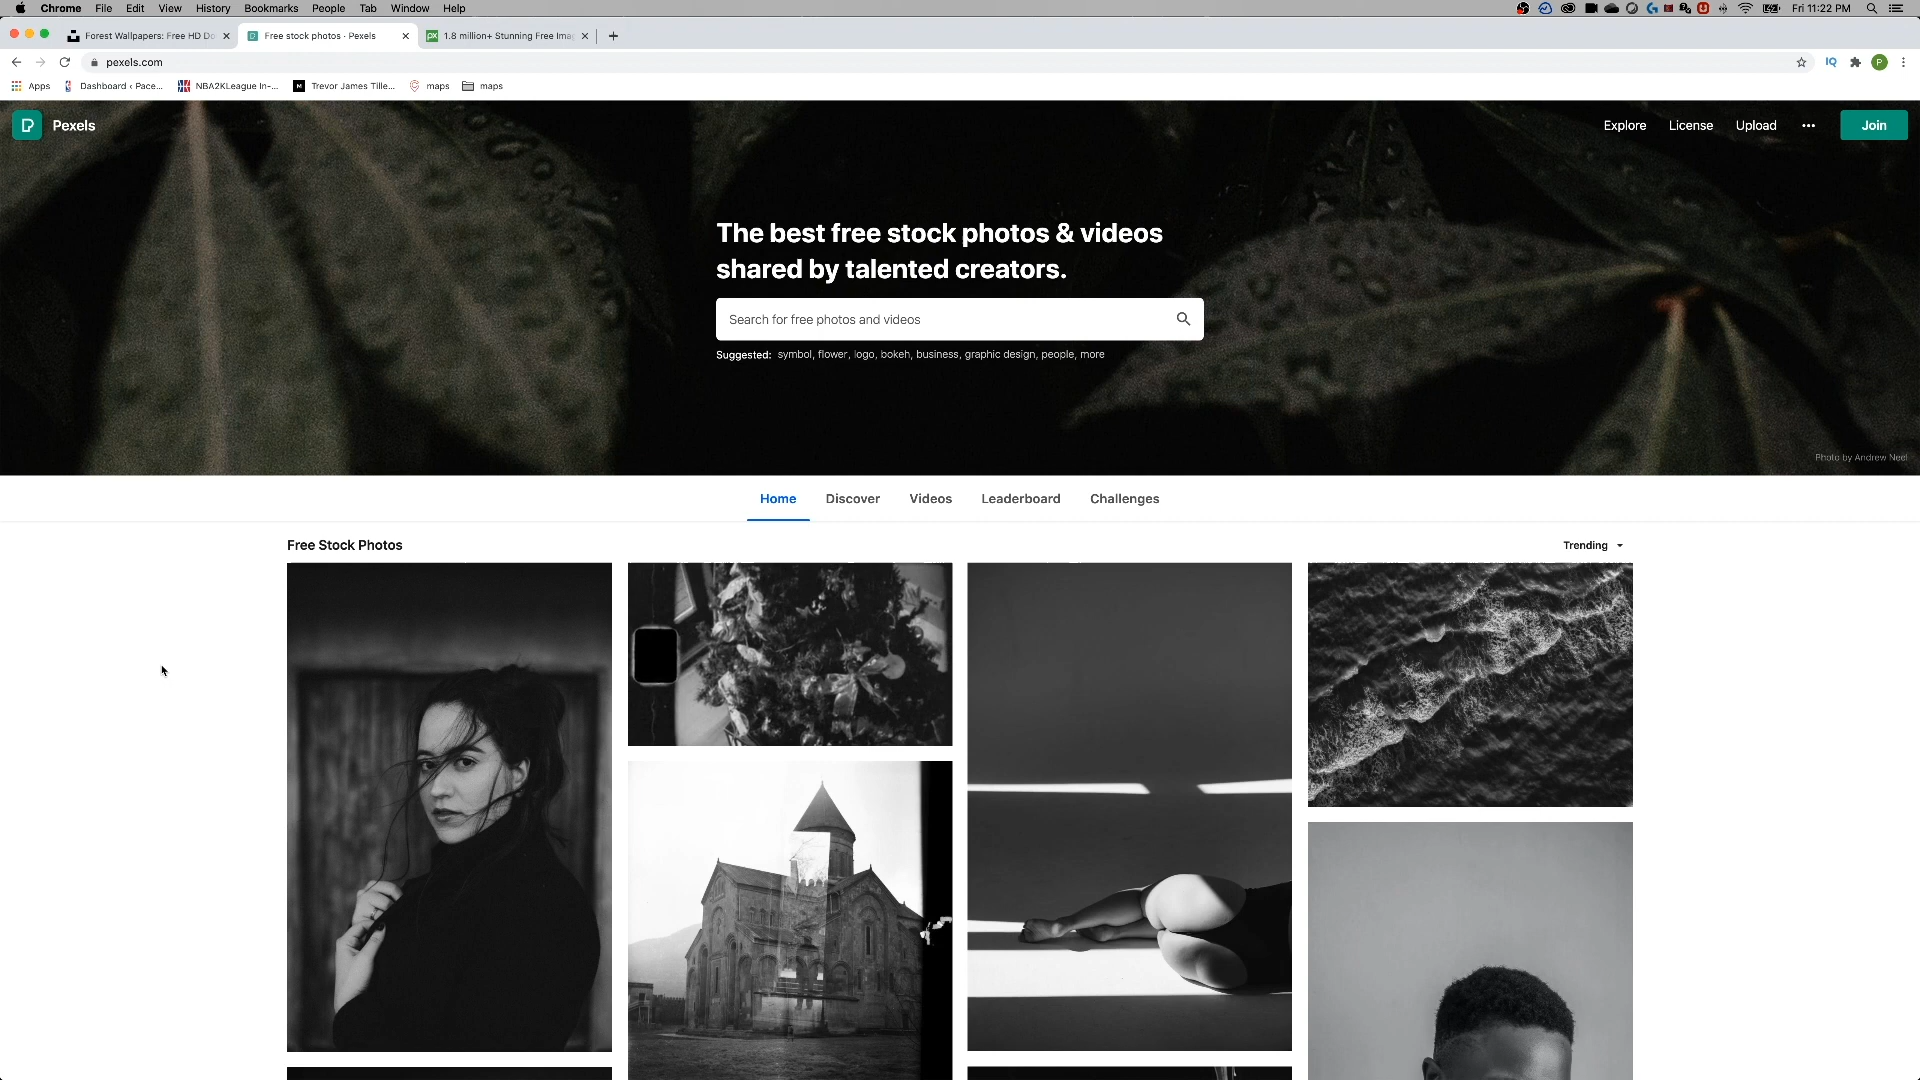 Chrome File Edit View History Bookmarks People Tab Window Help
Fri 11:22 PM
Forest Wallpapers: Free HD Do
Free stock photos · Pexels
1.8 million+ Stunning Free Imag
pexels.com
IQ
P
Apps
Dashboard ‹ Pace...
NBA2KLeague In-...
Trevor James Tille...
maps
maps
Pexels
Explore License Upload ••• Join
The best free stock photos & videos
shared by talented creators.
Search for free photos and videos
Suggested: symbol, flower, logo, bokeh, business, graphic design, people, more
Photo by Andrew Neel
Home Discover Videos Leaderboard Challenges
Free Stock Photos
Trending